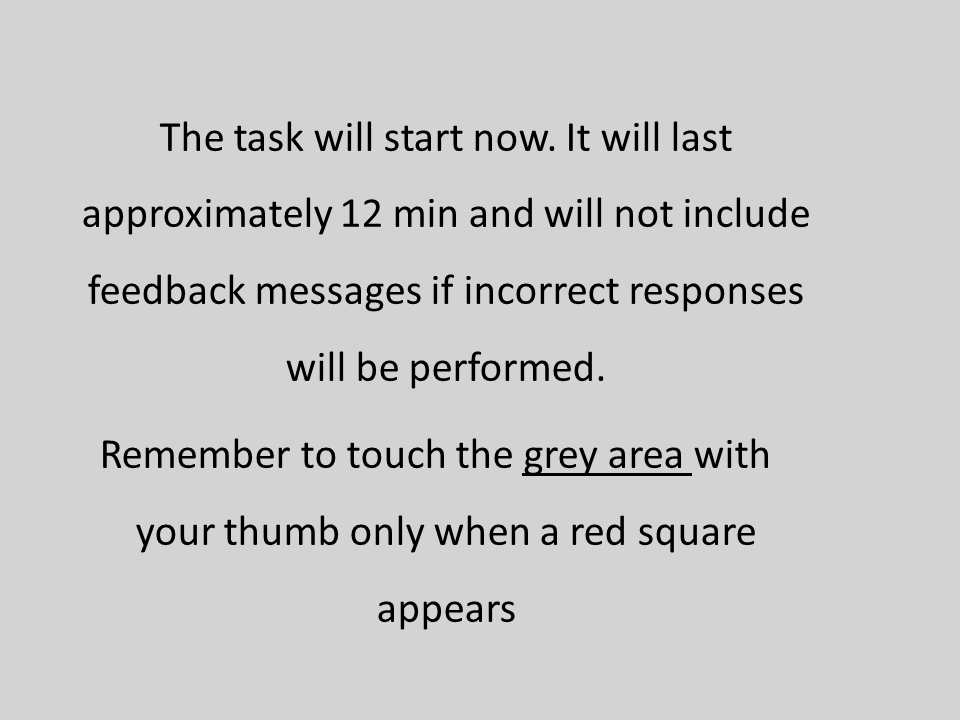 The task will start now. It will last
approximately 12 min and will not include
feedback messages if incorrect responses
will be performed.
Remember to touch the grey area with
your thumb only when a red square
appears